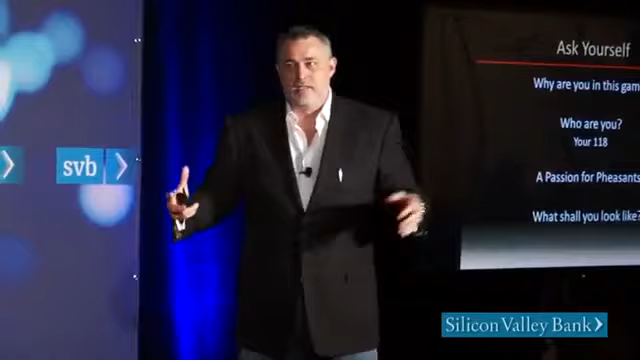 Ask Yourself
Why are you in this gam
Who are you?
Your 118
A Passion for Pheasants
What shall you look like?
svb
Silicon Valley Bank